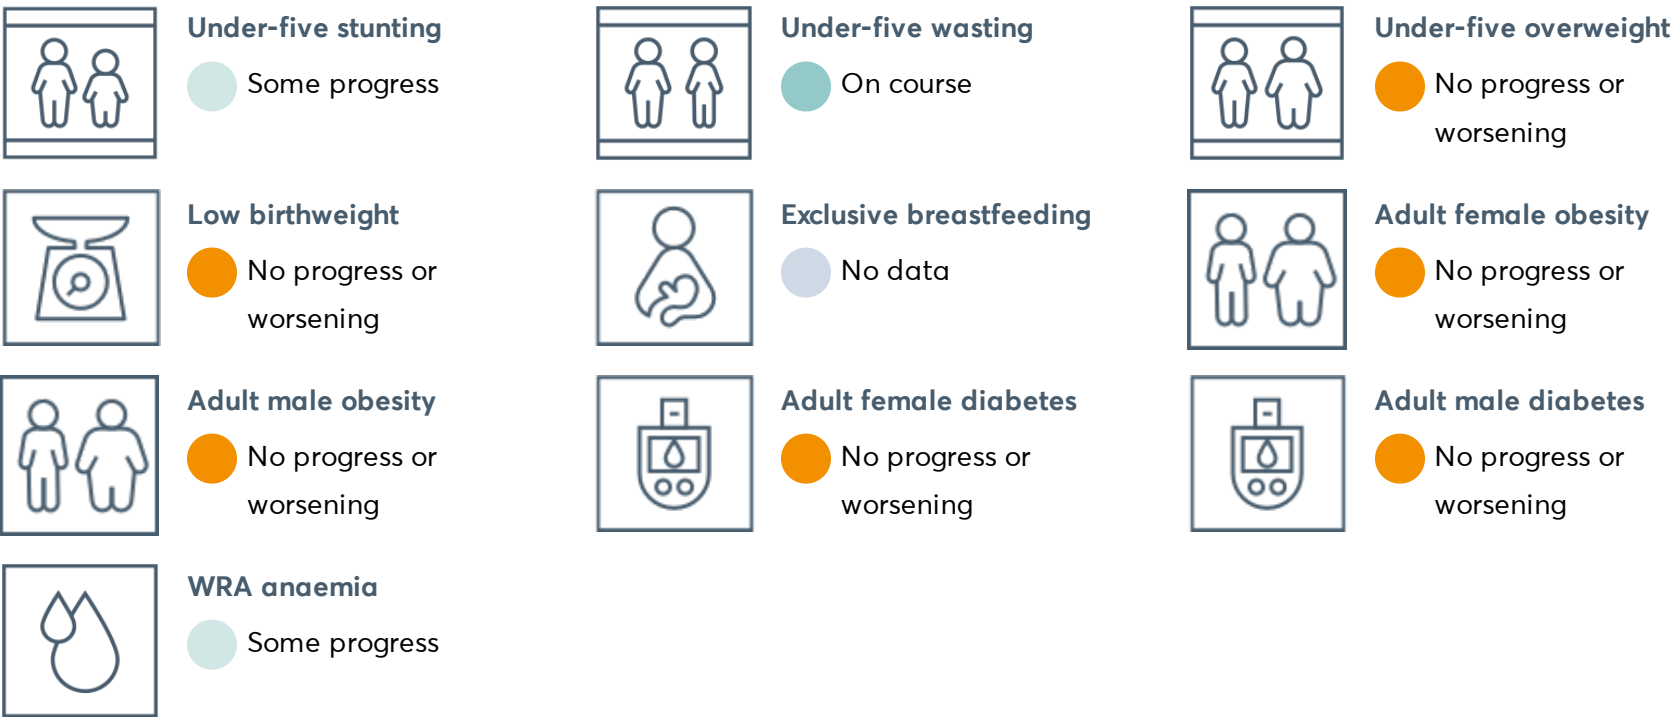 Under-five stunting
Some progress
Under-five wasting
On course
Under-five overweight
No progress or
worsening
Low birthweight
No progress or
worsening
Exclusive breastfeeding
No data
Adult female obesity
No progress or
worsening
Adult male obesity
No progress or
worsening
Adult female diabetes
No progress or
worsening
Adult male diabetes
No progress or
worsening
WRA anaemia
Some progress